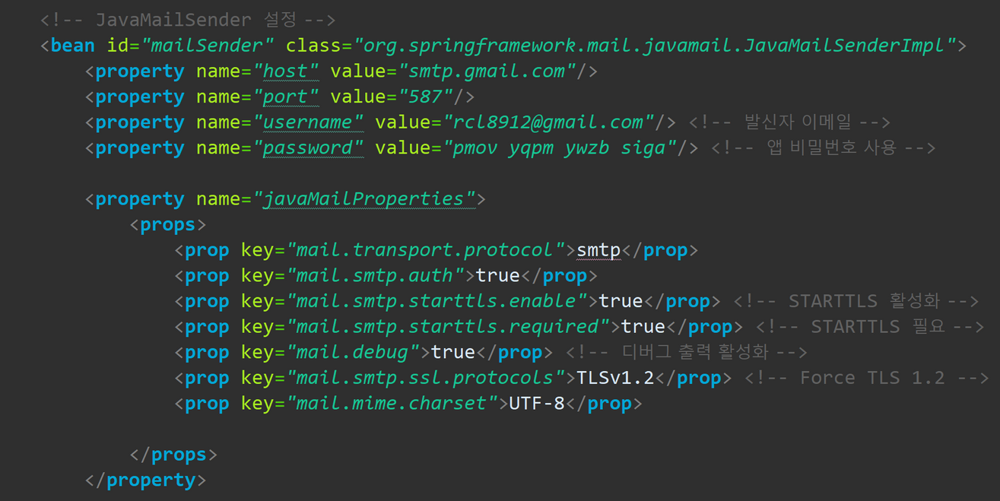 <!-- JavaMailSender 설정 -->
<bean id="mailSender" class="org.springframework.mail.javamail.JavaMailSenderImpl">
<property name="host" value="smtp.gmail.com"/>
<property name="port" value="587"/>
<property name="username" value="rcl8912@gmail.com"/> <!-- 발신자 이메일 -->
<property name="password" value="pmov yqpm ywzb siga"/> <!-- 앱 비밀번호 사용 -->
<property name="javaMailProperties">
<props>
<prop key="mail.transport.protocol">smtp</prop>
<prop key="mail.smtp.auth">true</prop>
<prop key="mail.smtp.starttls.enable">true</prop> <!-- STARTTLS 활성화 -->
<prop key="mail.smtp.starttls.required">true</prop> <!-- STARTTLS 필요 -->
<prop key="mail.debug">true</prop> <!-- 디버그 출력 활성화 -->
<prop key="mail.smtp.ssl.protocols">TLSv1.2</prop> <!-- Force TLS 1.2 -->
<prop key="mail.mime.charset">UTF-8</prop>
</props>
</property>